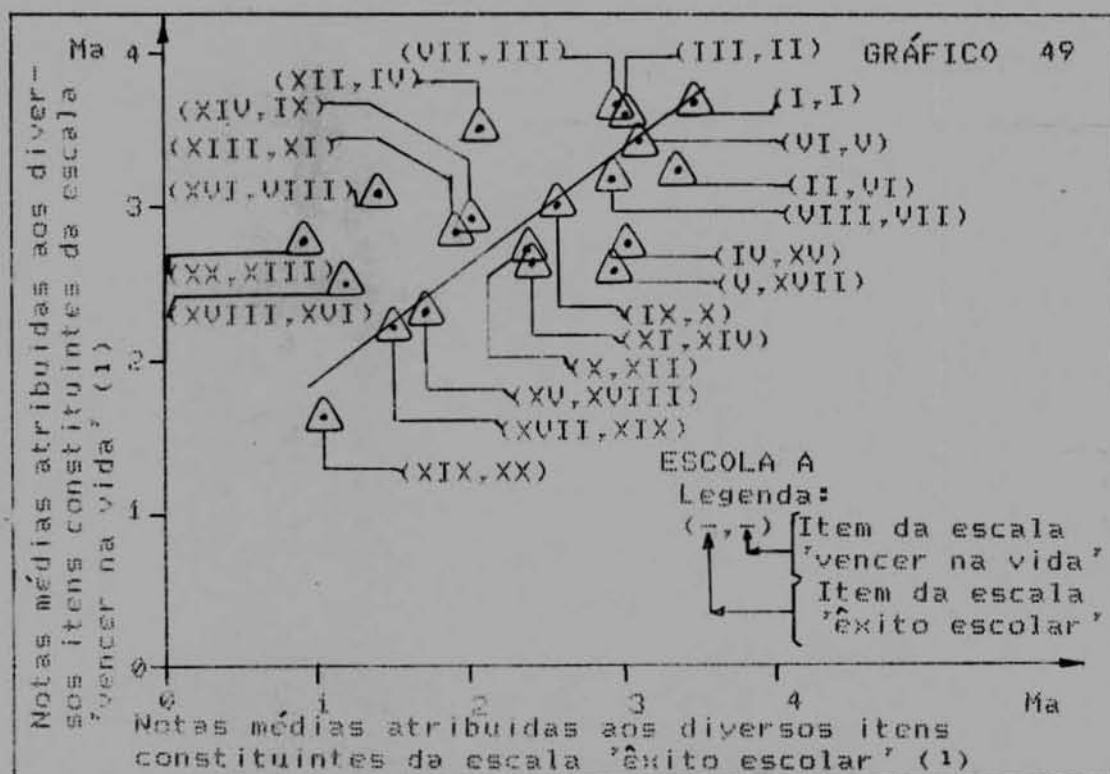 GRÁFICO 49
Ma
4
3
2
1
0
Notas médias atribuidas aos diver-
sos itens constituintes da escala
"vencer na vida" (1)
(VII,III)
(III,II)
(XII,IV)
(XIV,IX)
(XIII,XI)
(XVI,VIII)
(XX,XIII)
(XVIII,XVI)
(I,I)
(VI,V)
(II,VI)
(VIII,VII)
(IV,XV)
(V,XVII)
(IX,X)
(XI,XIV)
(X,XII)
(XV,XVIII)
(XVII,XIX)
(XIX,XX)
ESCOLA A
Legenda:
(-,-) Item da escala
"vencer na vida"
Item da escala
"êxito escolar"
0 1 2 3 4 Ma
Notas médias atribuidas aos diversos itens
constituintes da escala "êxito escolar" (1)